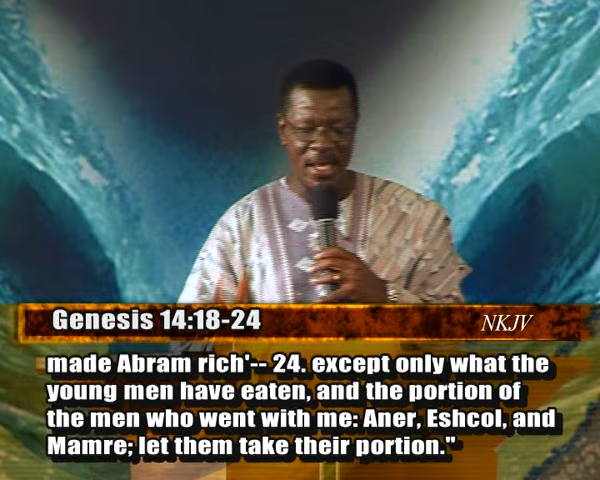 Genesis 14:18-24
NKJV
made Abram rich'-- 24. except only what the
young men have eaten, and the portion of
the men who went with me: Aner, Eshcol, and
Mamre; let them take their portion."